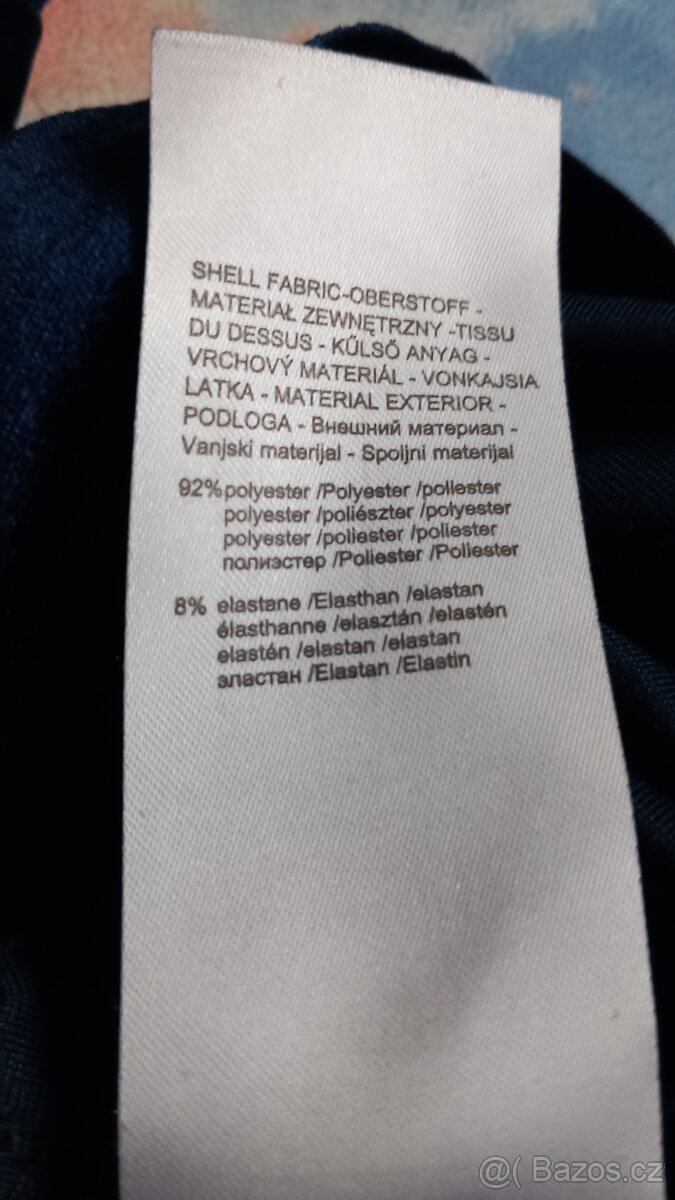 SHELL FABRIC-OBERSTOFF -
MATERIAŁ ZEWNĘTRZNY -TISSU
DU DESSUS - KŰLSŐ ANYAG -
VRCHOVÝ MATERIÁL - VONKAJSIA
LATKA - MATERIAL EXTERIOR -
PODLOGA - Внешний материал -
Vanjski materijal - Spoljni materijal
92% polyester /Polyester /poliester
polyester /poliészter /polyester
polyester /poliester /poliester
полиэстер /Poliester /Poliester
8% elastane /Elasthan /elastan
élasthanne /elasztán /elastén
elastén /elastan /elastan
эластан /Elastan /Elastin
@( Bazos.cz